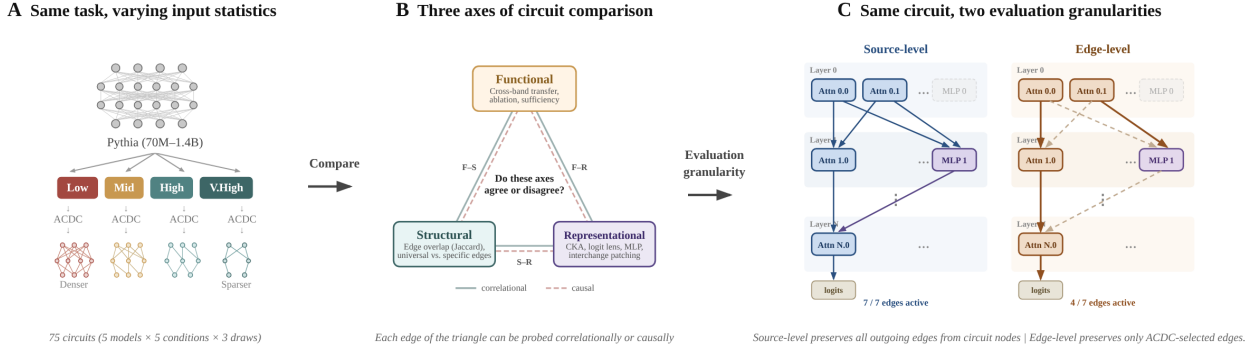 A Same task, varying input statistics
Pythia (70M–1.4B)
Low Mid High V.High
↓ ↓ ↓ ↓
ACDC ACDC ACDC ACDC
↓ ↓ ↓ ↓
Denser Sparser
75 circuits (5 models × 5 conditions × 3 draws)
Compare
B Three axes of circuit comparison
Functional
Cross-band transfer,
ablation, sufficiency
F–S F–R
Do these axes
agree or disagree?
Structural
Edge overlap (Jaccard),
universal vs. specific edges
Representational
CKA, logit lens, MLP,
interchange patching
S–R
correlational causal
Each edge of the triangle can be probed correlationally or causally
Evaluation
granularity
C Same circuit, two evaluation granularities
Source-level
Layer 0
Attn 0.0 Attn 0.1 ... MLP 0
Attn 1.0 MLP 1
⋮
Attn N.0 ...
logits
7 / 7 edges active
Edge-level
Layer 0
Attn 0.0 Attn 0.1 ... MLP 0
Attn 1.0 MLP 1
⋮
Attn N.0 ...
logits
4 / 7 edges active
Source-level preserves all outgoing edges from circuit nodes | Edge-level preserves only ACDC-selected edges.